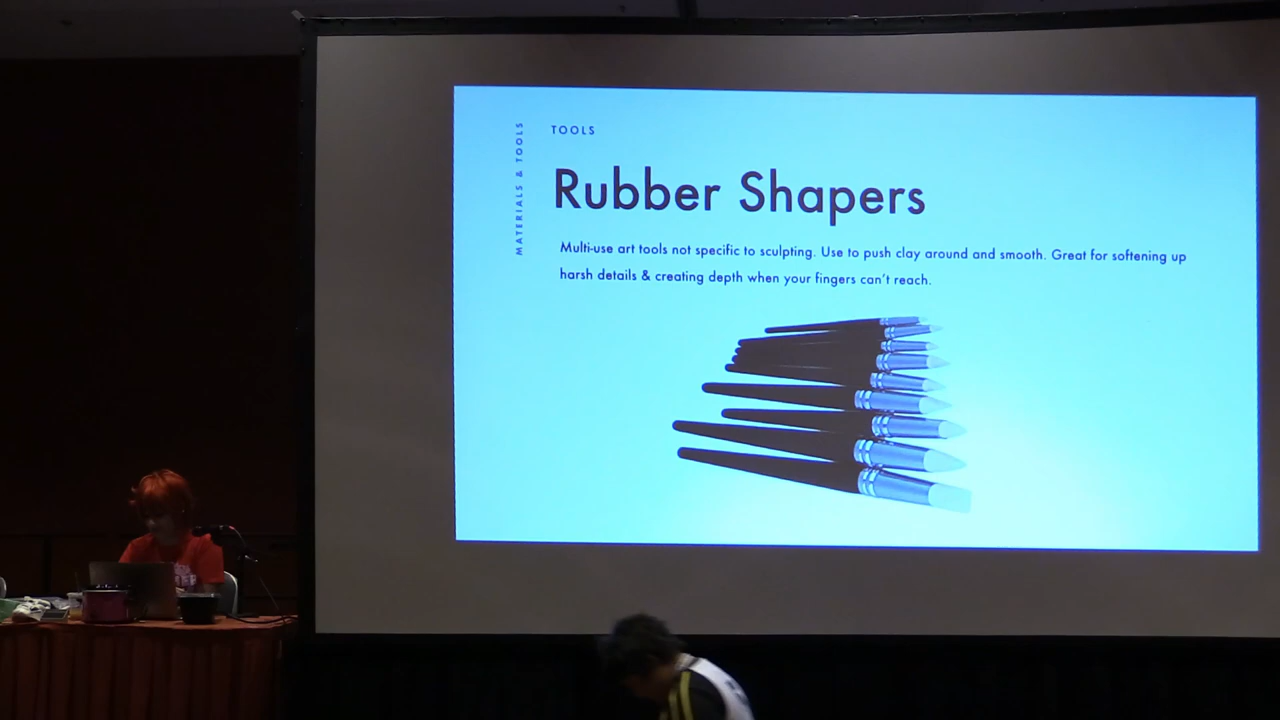 MATERIALS & TOOLS
TOOLS
Rubber Shapers
Multi-use art tools not specific to sculpting. Use to push clay around and smooth. Great for softening up
harsh details & creating depth when your fingers can't reach.